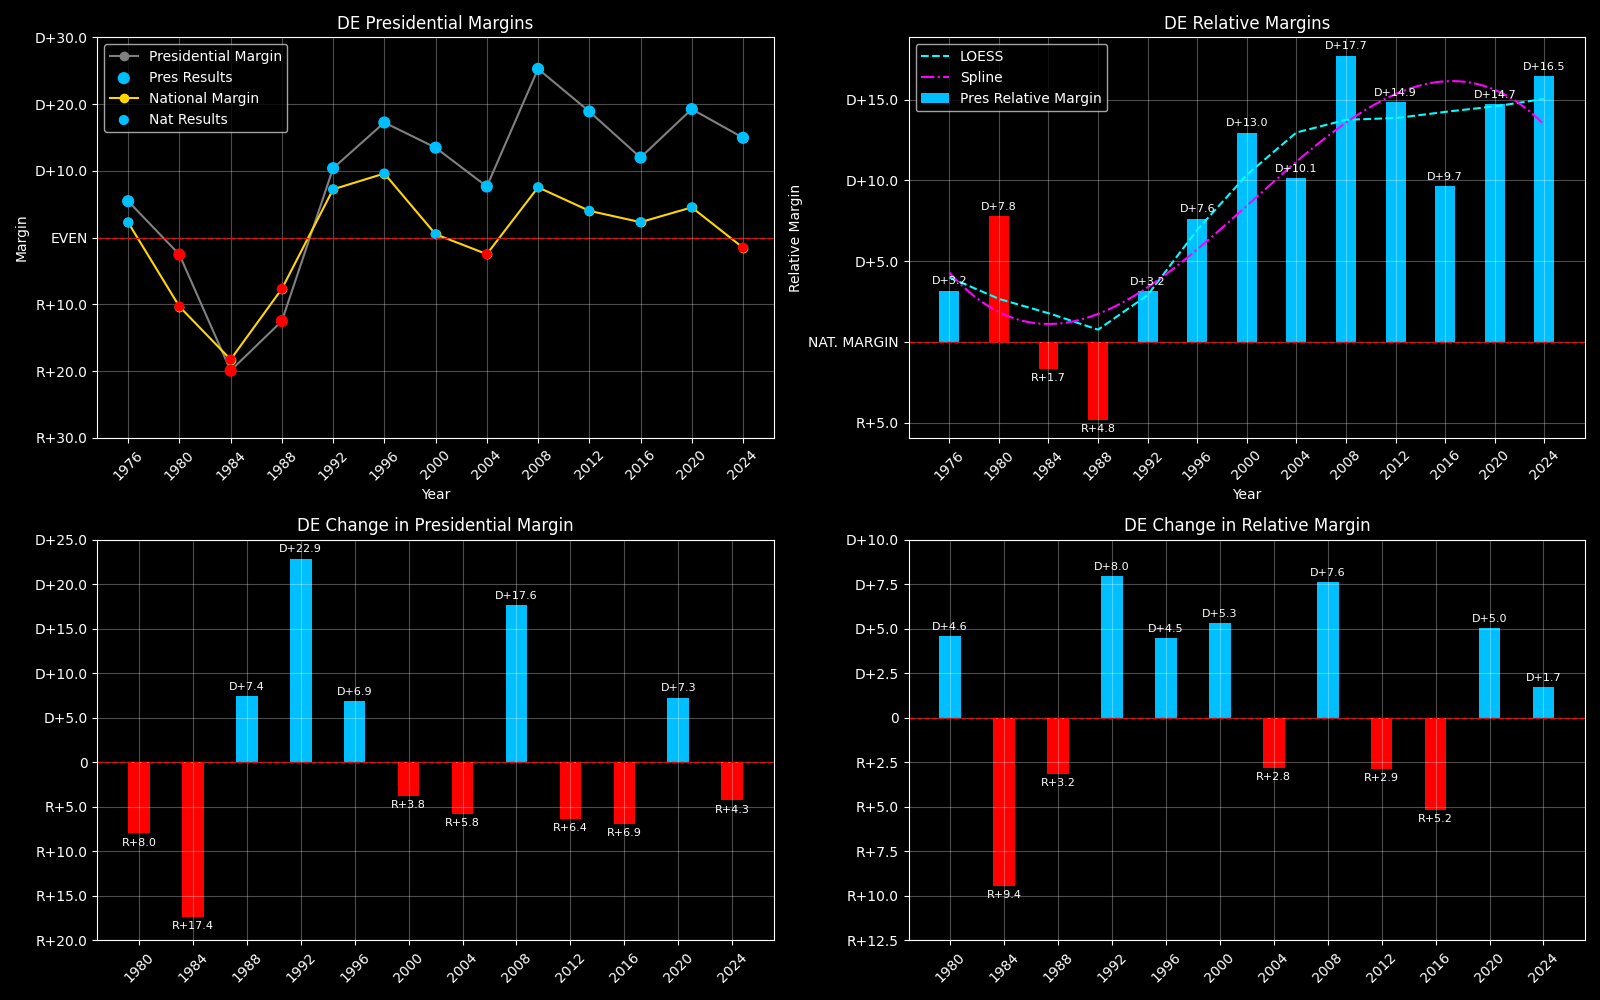 DE Presidential Margins
D+30.0
D+20.0
D+10.0
EVEN
R+10.0
R+20.0
R+30.0
Margin
Presidential Margin
Pres Results
National Margin
Nat Results
1976 1980 1984 1988 1992 1996 2000 2004 2008 2012 2016 2020 2024
Year
DE Relative Margins
D+15.0
D+10.0
D+5.0
NAT. MARGIN
R+5.0
Relative Margin
LOESS
Spline
Pres Relative Margin
D+3.2 D+7.8 R+1.7 R+4.8 D+3.2 D+7.6 D+13.0 D+10.1 D+17.7 D+14.9 D+9.7 D+14.7 D+16.5
1976 1980 1984 1988 1992 1996 2000 2004 2008 2012 2016 2020 2024
Year
DE Change in Presidential Margin
D+25.0
D+20.0
D+15.0
D+10.0
D+5.0
0
R+5.0
R+10.0
R+15.0
R+20.0
R+8.0 R+17.4 D+7.4 D+22.9 D+6.9 R+3.8 R+5.8 D+17.6 R+6.4 R+6.9 D+7.3 R+4.3
1980 1984 1988 1992 1996 2000 2004 2008 2012 2016 2020 2024
DE Change in Relative Margin
D+10.0
D+7.5
D+5.0
D+2.5
0
R+2.5
R+5.0
R+7.5
R+10.0
R+12.5
D+4.6 R+9.4 R+3.2 D+8.0 D+4.5 D+5.3 R+2.8 D+7.6 R+2.9 R+5.2 D+5.0 D+1.7
1980 1984 1988 1992 1996 2000 2004 2008 2012 2016 2020 2024